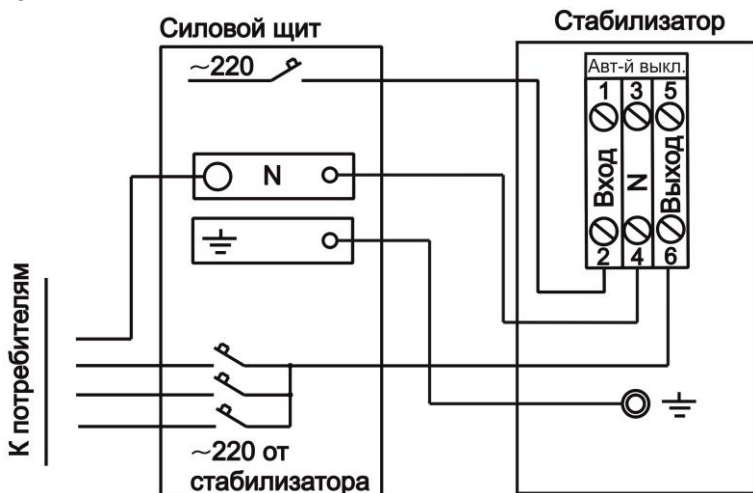 Силовой щит
Стабилизатор
~220
Авт-й выкл.
1 3 5
Вход
N
Выход
2 4 6
N
К потребителям
~220 от
стабилизатора